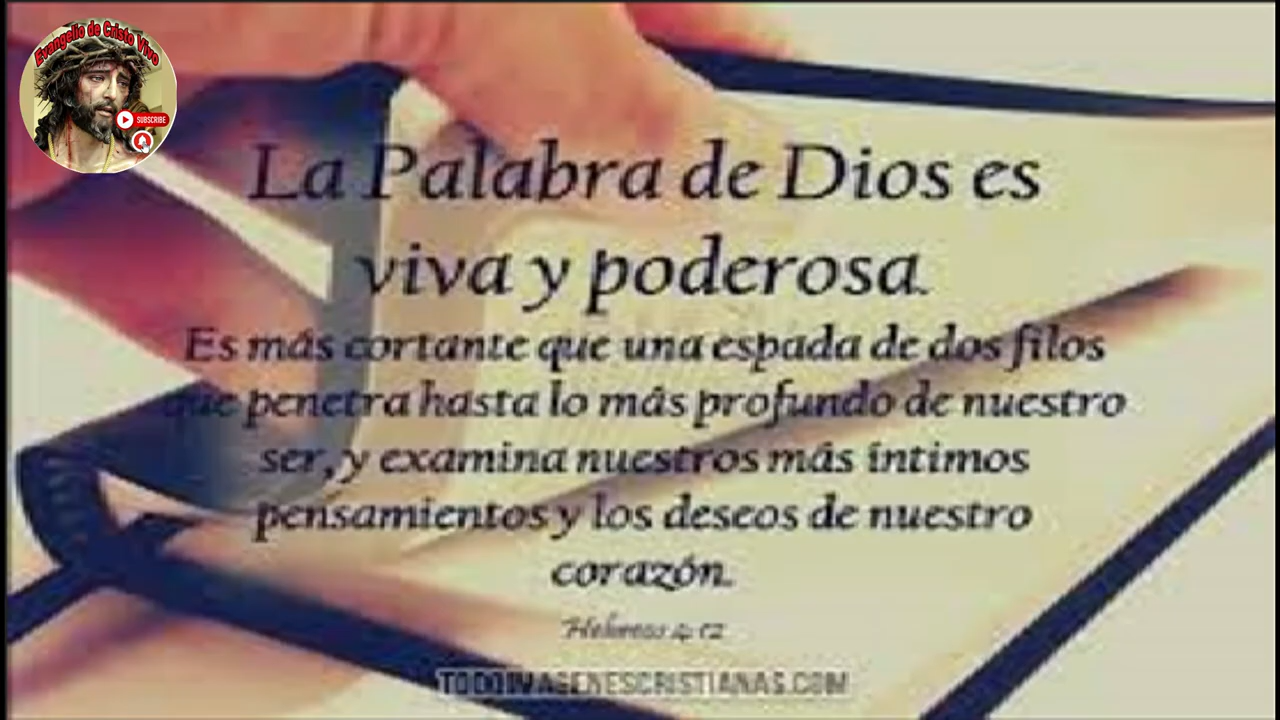 Evangelio de Cristo Vivo
SUBSCRIBE
La Palabra de Dios es
viva y poderosa.
Es más cortante que una espada de dos filos
que penetra hasta lo más profundo de nuestro
ser, y examina nuestros más íntimos
pensamientos y los deseos de nuestro
corazón.
Hebreos 4:12
TODOIMAGENESCRISTIANAS.COM